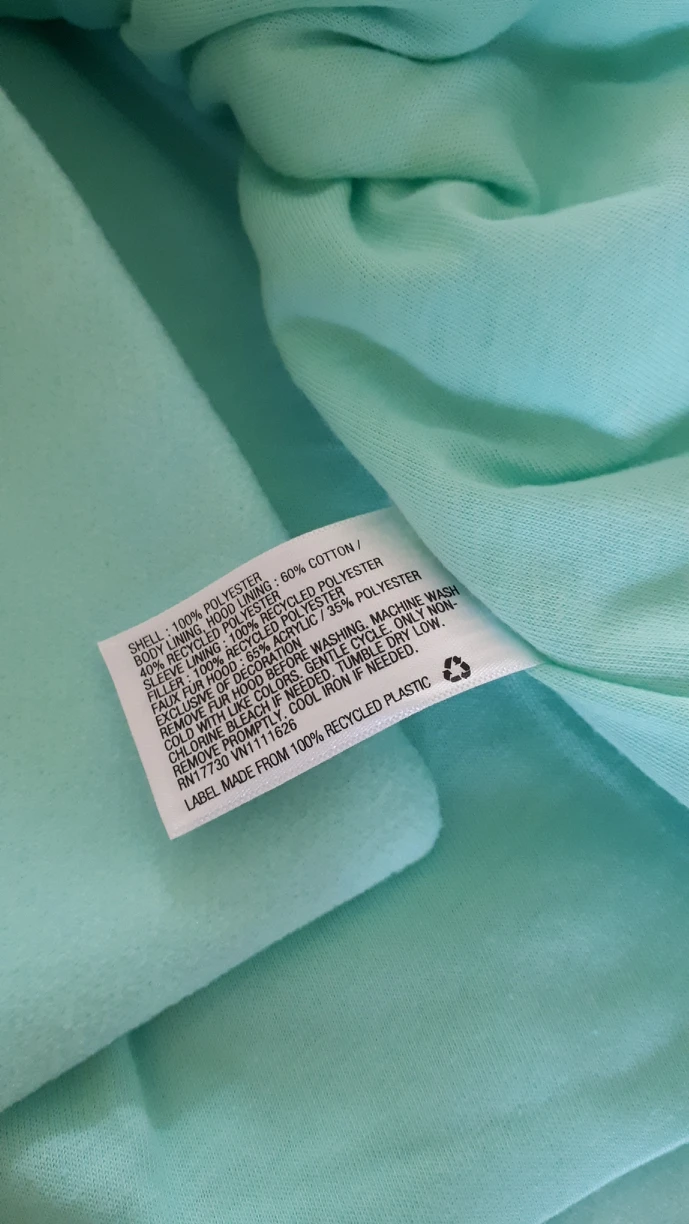 SHELL : 100% POLYESTER
BODY LINING, HOOD LINING : 60% COTTON /
40% RECYCLED POLYESTER
SLEEVE LINING : 100% RECYCLED POLYESTER
FILLER : 100% RECYCLED POLYESTER
FAUX FUR HOOD : 65% ACRYLIC / 35% POLYESTER
EXCLUSIVE OF DECORATION
REMOVE FUR HOOD BEFORE WASHING, MACHINE WASH
COLD WITH LIKE COLORS. GENTLE CYCLE. ONLY NON-
CHLORINE BLEACH IF NEEDED. TUMBLE DRY LOW.
REMOVE PROMPTLY. COOL IRON IF NEEDED.
RN17730 VN1111626
LABEL MADE FROM 100% RECYCLED PLASTIC